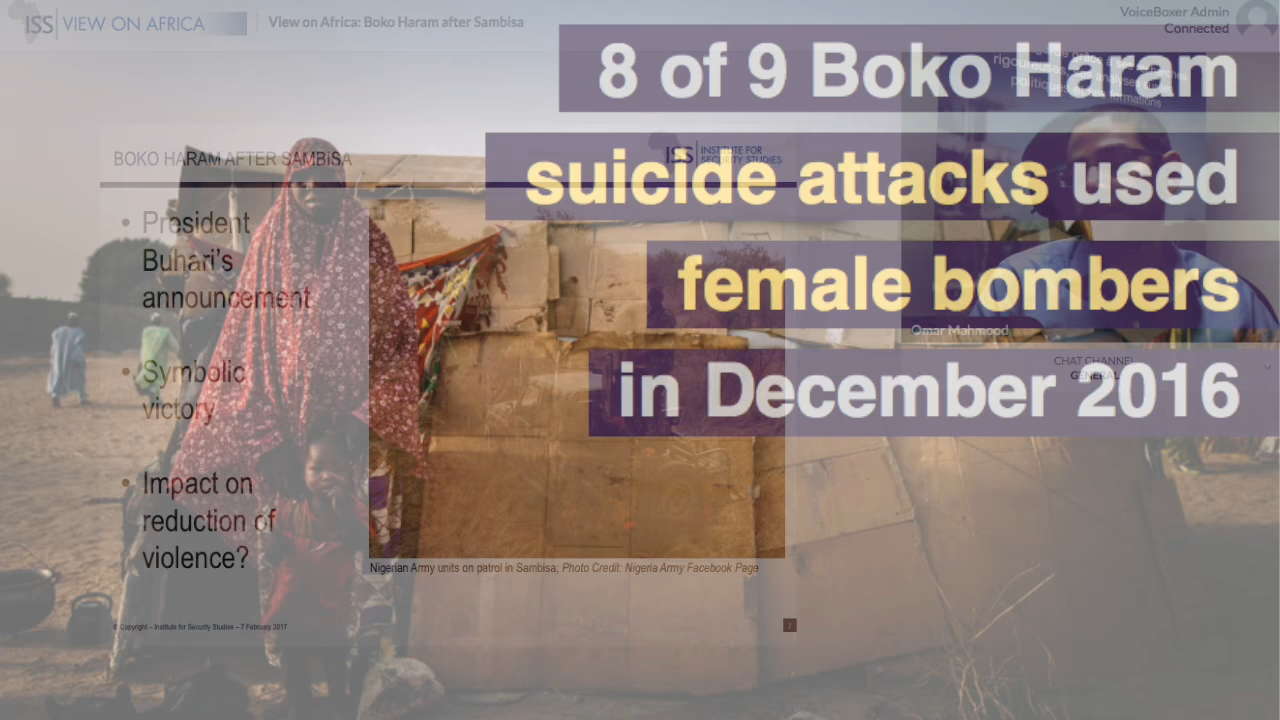 ISS VIEW ON AFRICA
View on Africa: Boko Haram after Sambisa
VoiceBoxer Admin
Connected
8 of 9 Boko Haram
suicide attacks used
female bombers
in December 2016
BOKO HARAM AFTER SAMBISA
ISS INSTITUTE FOR
SECURITY STUDIES
• President
Buhari's
announcement
• Symbolic
victory
• Impact on
reduction of
violence?
Omar Mahmood
CHAT CHANNEL
GENERAL
Nigerian Army units on patrol in Sambisa; Photo Credit: Nigeria Army Facebook Page
© Copyright – Institute for Security Studies – 7 February 2017
2